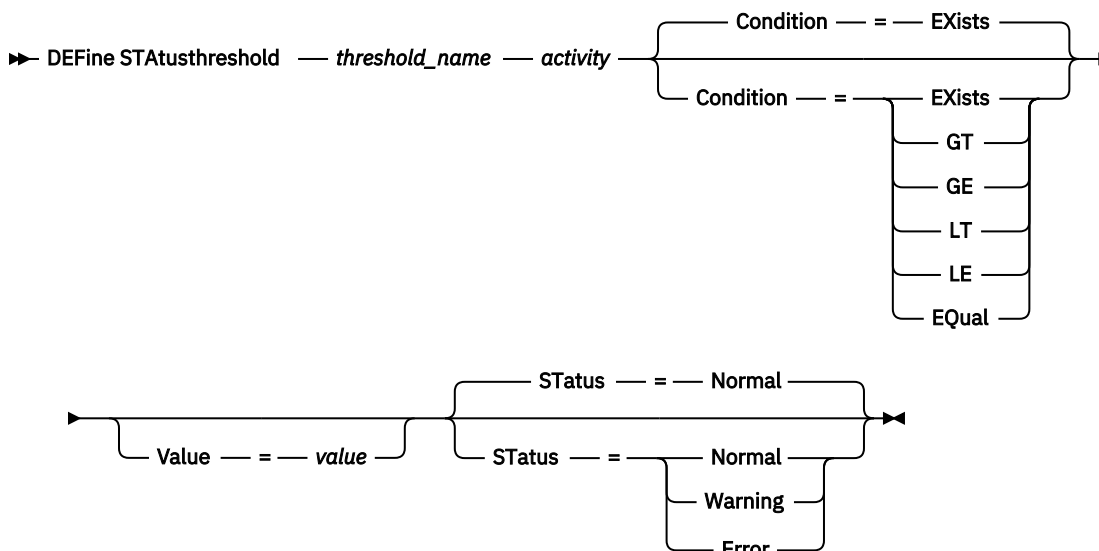 Condition = EXists
DEFine STAtusthreshold threshold_name activity
Condition = EXists
GT
GE
LT
LE
EQual
STatus = Normal
Value = value
STatus = Normal
Warning
Error